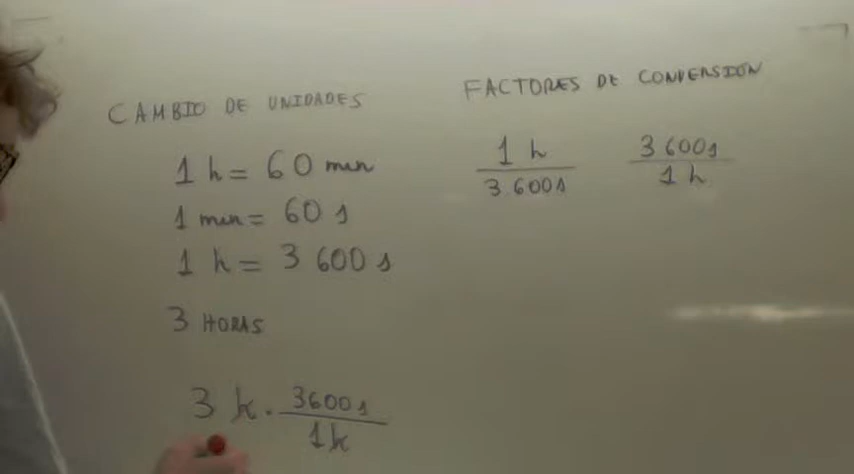 CAMBIO DE UNIDADES
1 h = 60 min
1 min = 60 s
1 h = 3 600 s
3 HORAS
3 h · 3600 s / 1 h
FACTORES DE CONVERSIÓN
1 h / 3 600 s
3 600 s / 1 h